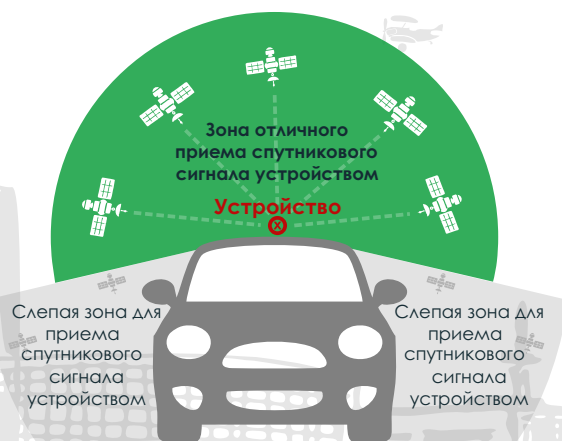 Зона отличного
приема спутникового
сигнала устройством
Устройство
X
Слепая зона для
приема
спутникового
сигнала
устройством
Слепая зона для
приема
спутникового
сигнала
устройством